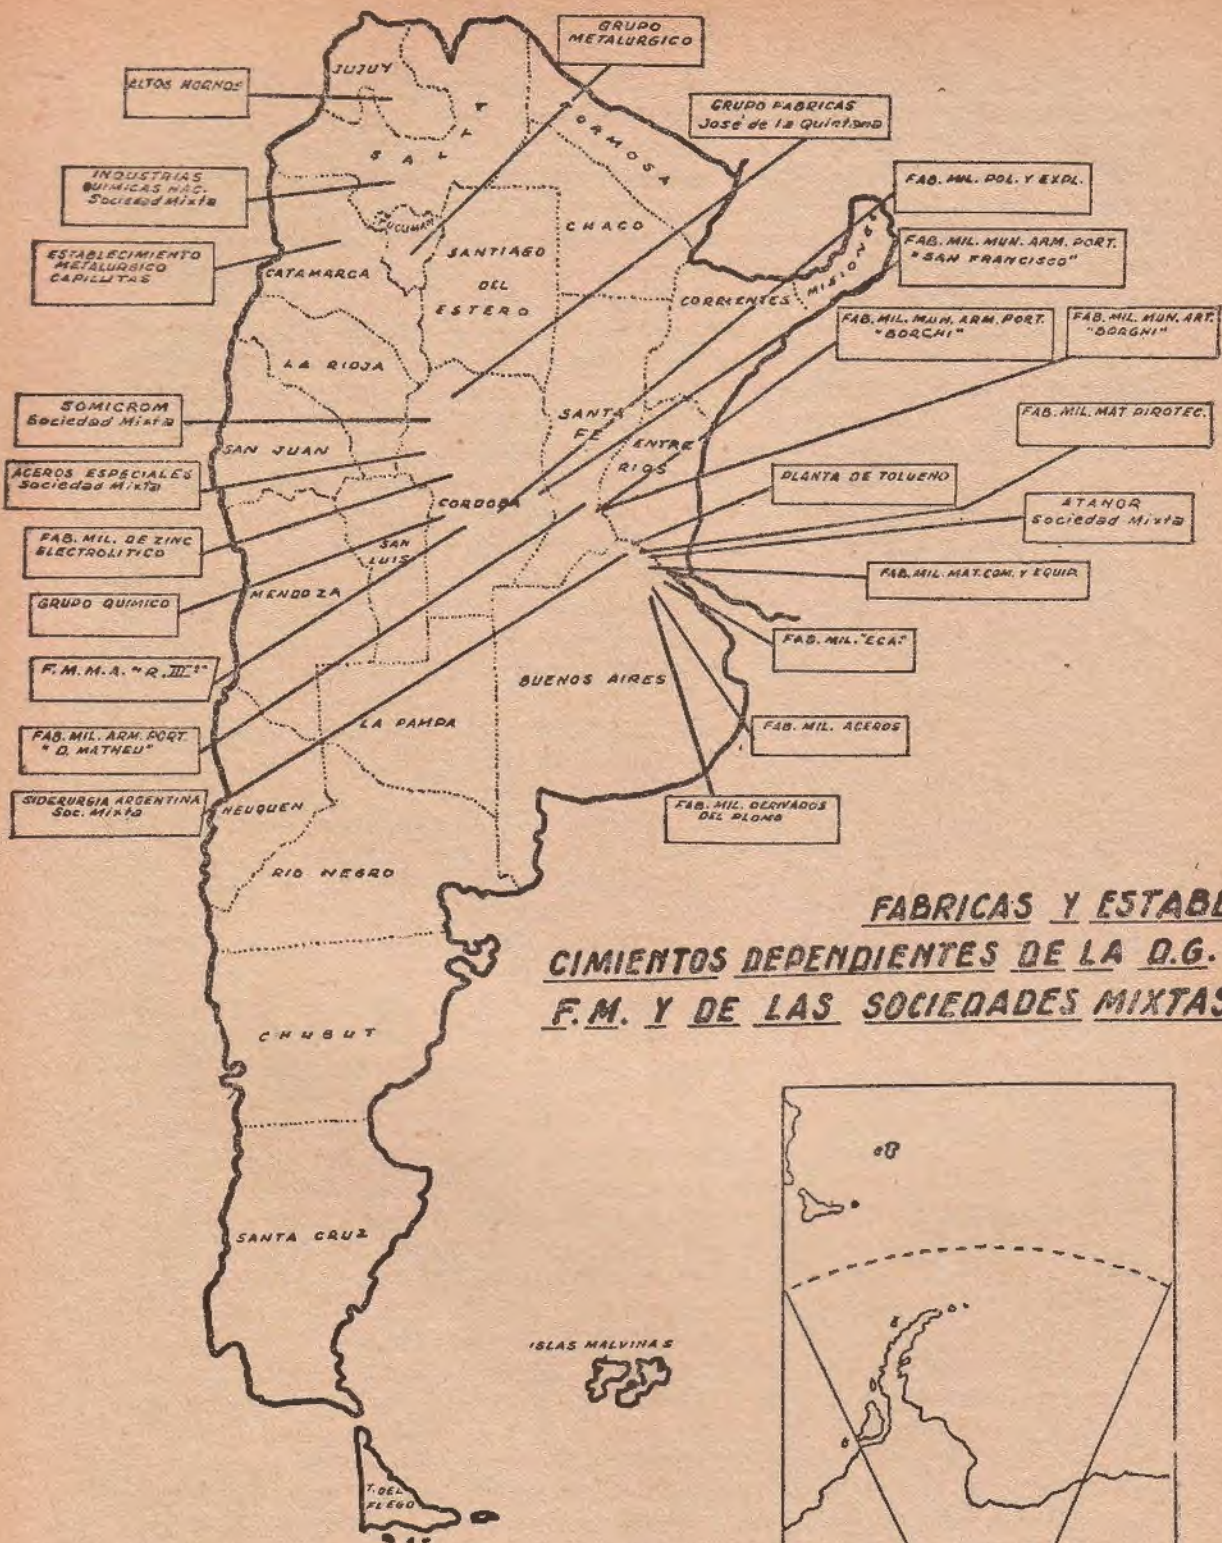 GRUPO
METALURGICO
JUJUY
ALTOS HORNOS
GRUPO FABRICAS
José de la Quintana
SALTA
FORMOSA
INDUSTRIAS
QUIMICAS NAC.
Sociedad Mixta
FAB. MIL. POL. Y EXPL.
TUCUMAN
CHACO
MISIONES
FAB. MIL. MUN. ARM. PORT.
"SAN FRANCISCO"
ESTABLECIMIENTO
METALURGICO
CAPILLITAS
CATAMARCA
SANTIAGO
DEL
ESTERO
CORRIENTES
FAB. MIL. MUN. ARM. PORT.
"BORCHI"
FAB. MIL. MUN. ART.
"BORGHI"
LA RIOJA
SOMICROM
Sociedad Mixta
SANTA
FE
FAB. MIL. MAT PIROTEC.
SAN JUAN
ENTRE
RIOS
ACEROS ESPECIALES
Sociedad Mixta
PLANTA DE TOLUENO
CORDOBA
ATANOR
Sociedad Mixta
FAB. MIL. DE ZINC
ELECTROLITICO
SAN
LUIS
FAB. MIL. MAT. COM. Y EQUIP.
GRUPO QUIMICO
MENDOZA
FAB. MIL. "ECA"
F. M. M. A. "R. IIIº"
BUENOS AIRES
FAB. MIL. ARM. PORT.
"D. MATHEU"
LA PAMPA
FAB. MIL. ACEROS
SIDERURGIA ARGENTINA
Soc. Mixta
NEUQUEN
FAB. MIL. DERIVADOS
DEL PLOMO
RIO NEGRO
FABRICAS Y ESTABL
CIMIENTOS DEPENDIENTES DE LA D.G.
F.M. Y DE LAS SOCIEDADES MIXTAS
CHUBUT
SANTA CRUZ
ISLAS MALVINAS
T. DEL
FUEGO